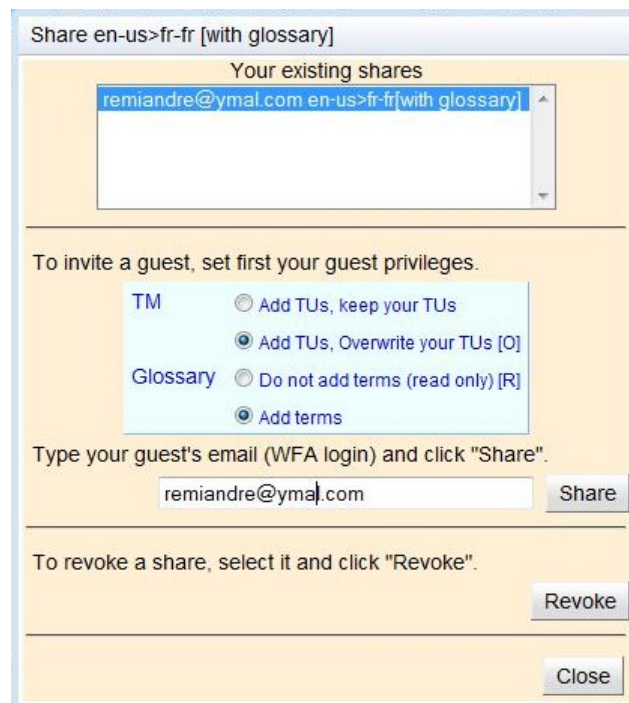 Share en-us>fr-fr [with glossary]
Your existing shares
remiandre@ymal.com en-us>fr-fr[with glossary]
To invite a guest, set first your guest privileges.
TM Add TUs, keep your TUs
Add TUs, Overwrite your TUs [O]
Glossary Do not add terms (read only) [R]
Add terms
Type your guest's email (WFA login) and click "Share".
remiandre@ymal.com Share
To revoke a share, select it and click "Revoke".
Revoke
Close